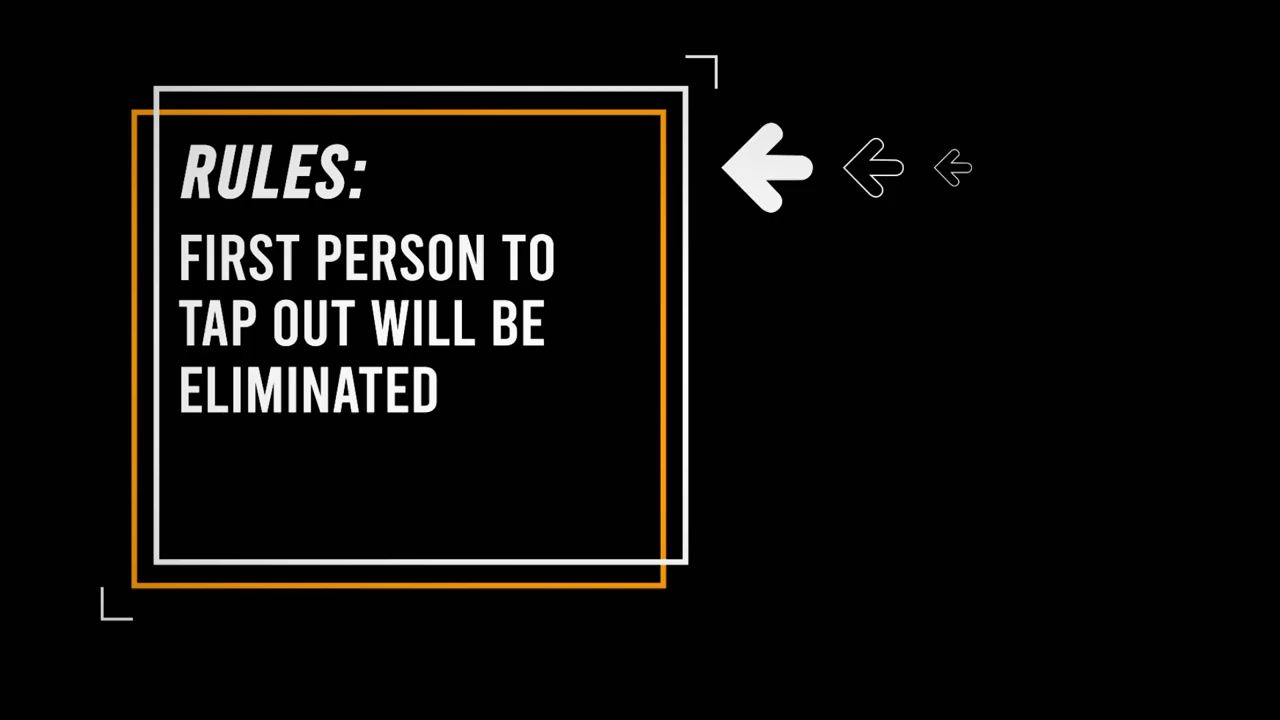 RULES:
FIRST PERSON TO
TAP OUT WILL BE
ELIMINATED